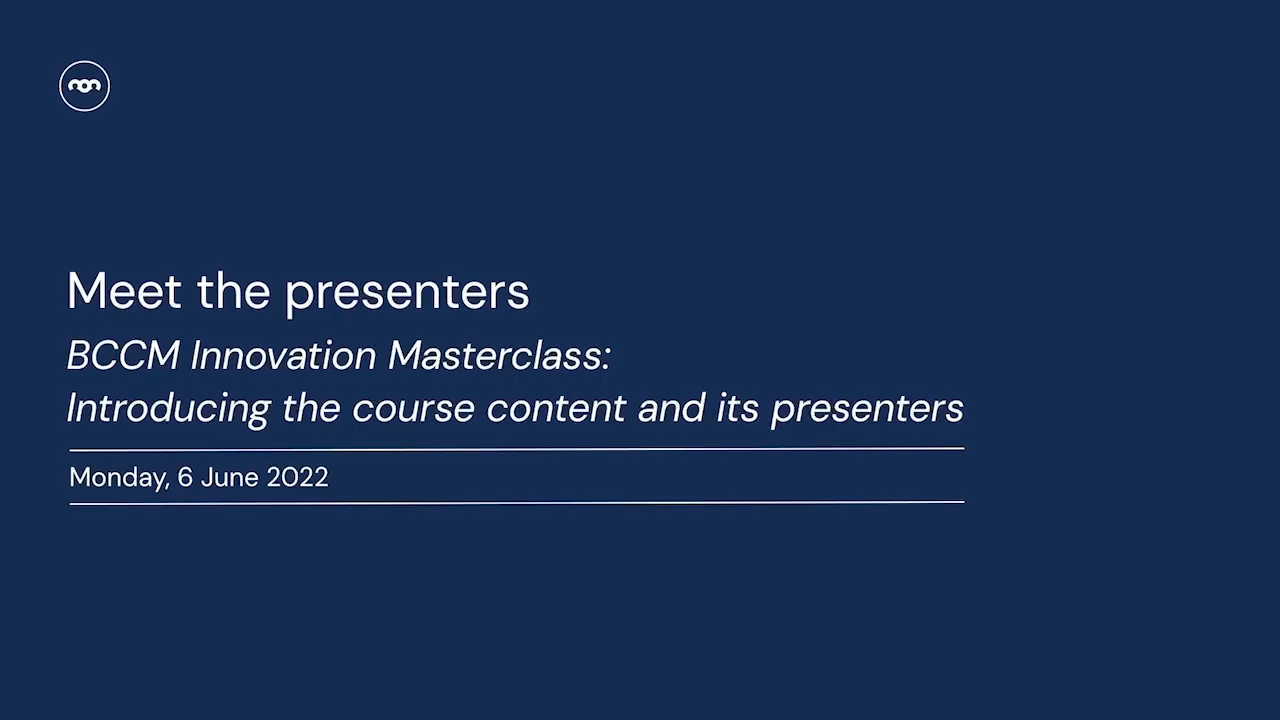 Meet the presenters
BCCM Innovation Masterclass:
Introducing the course content and its presenters
Monday, 6 June 2022